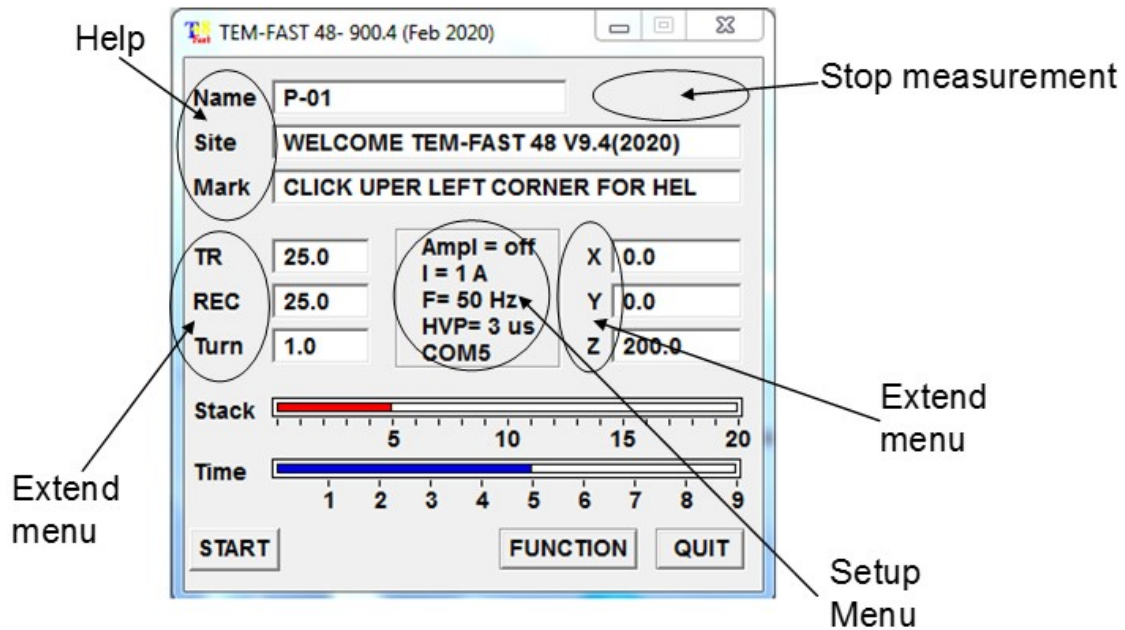 TEM-FAST 48- 900.4 (Feb 2020)
Help
Stop measurement
Name P-01
Site WELCOME TEM-FAST 48 V9.4(2020)
Mark CLICK UPER LEFT CORNER FOR HEL
TR 25.0
REC 25.0
Turn 1.0
Ampl = off
I = 1 A
F= 50 Hz
HVP= 3 us
COM5
X 0.0
Y 0.0
Z 200.0
Stack
5 10 15 20
Time
1 2 3 4 5 6 7 8 9
Extend
menu
Extend
menu
START FUNCTION QUIT
Setup
Menu